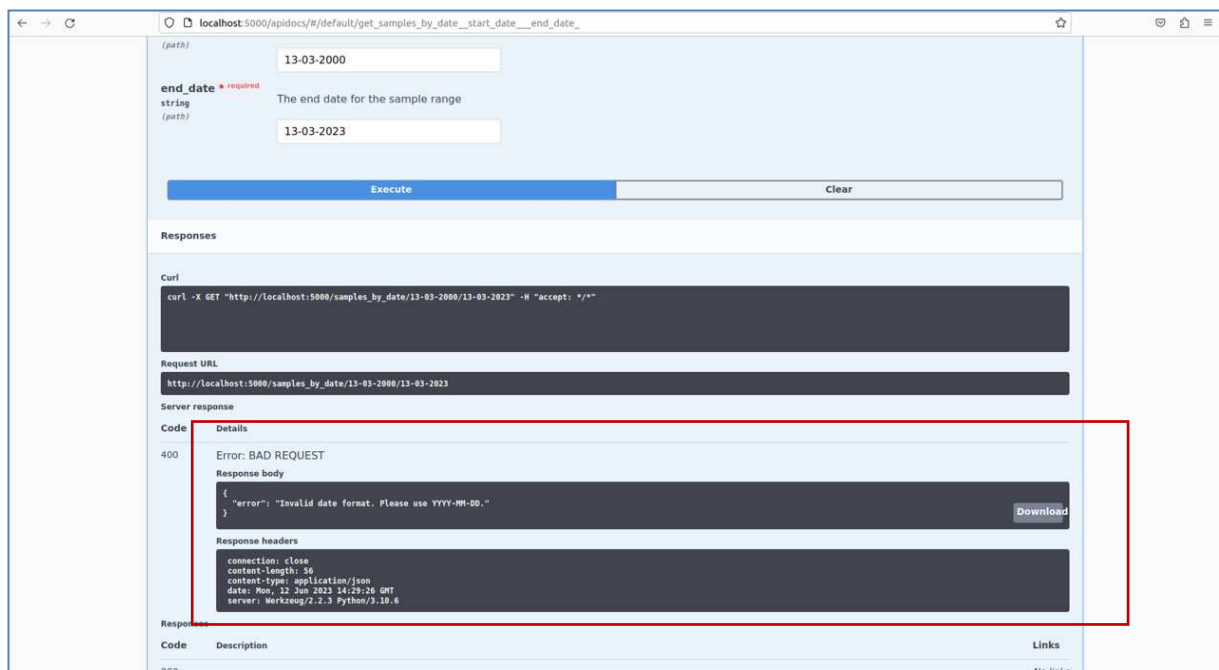 localhost:5000/apidocs/#/default/get_samples_by_date__start_date___end_date_
(path)
13-03-2000
end_date * required
string
The end date for the sample range
(path)
13-03-2023
Execute
Clear
Responses
Curl
curl -X GET "http://localhost:5000/samples_by_date/13-03-2000/13-03-2023" -H "accept: */*"
Request URL
http://localhost:5000/samples_by_date/13-03-2000/13-03-2023
Server response
Code Details
400 Error: BAD REQUEST
Response body
{
"error": "Invalid date format. Please use YYYY-MM-DD."
}
Download
Response headers
connection: close
content-length: 56
content-type: application/json
date: Mon, 12 Jun 2023 14:29:26 GMT
server: Werkzeug/2.2.3 Python/3.10.6
Responses
Code Description Links